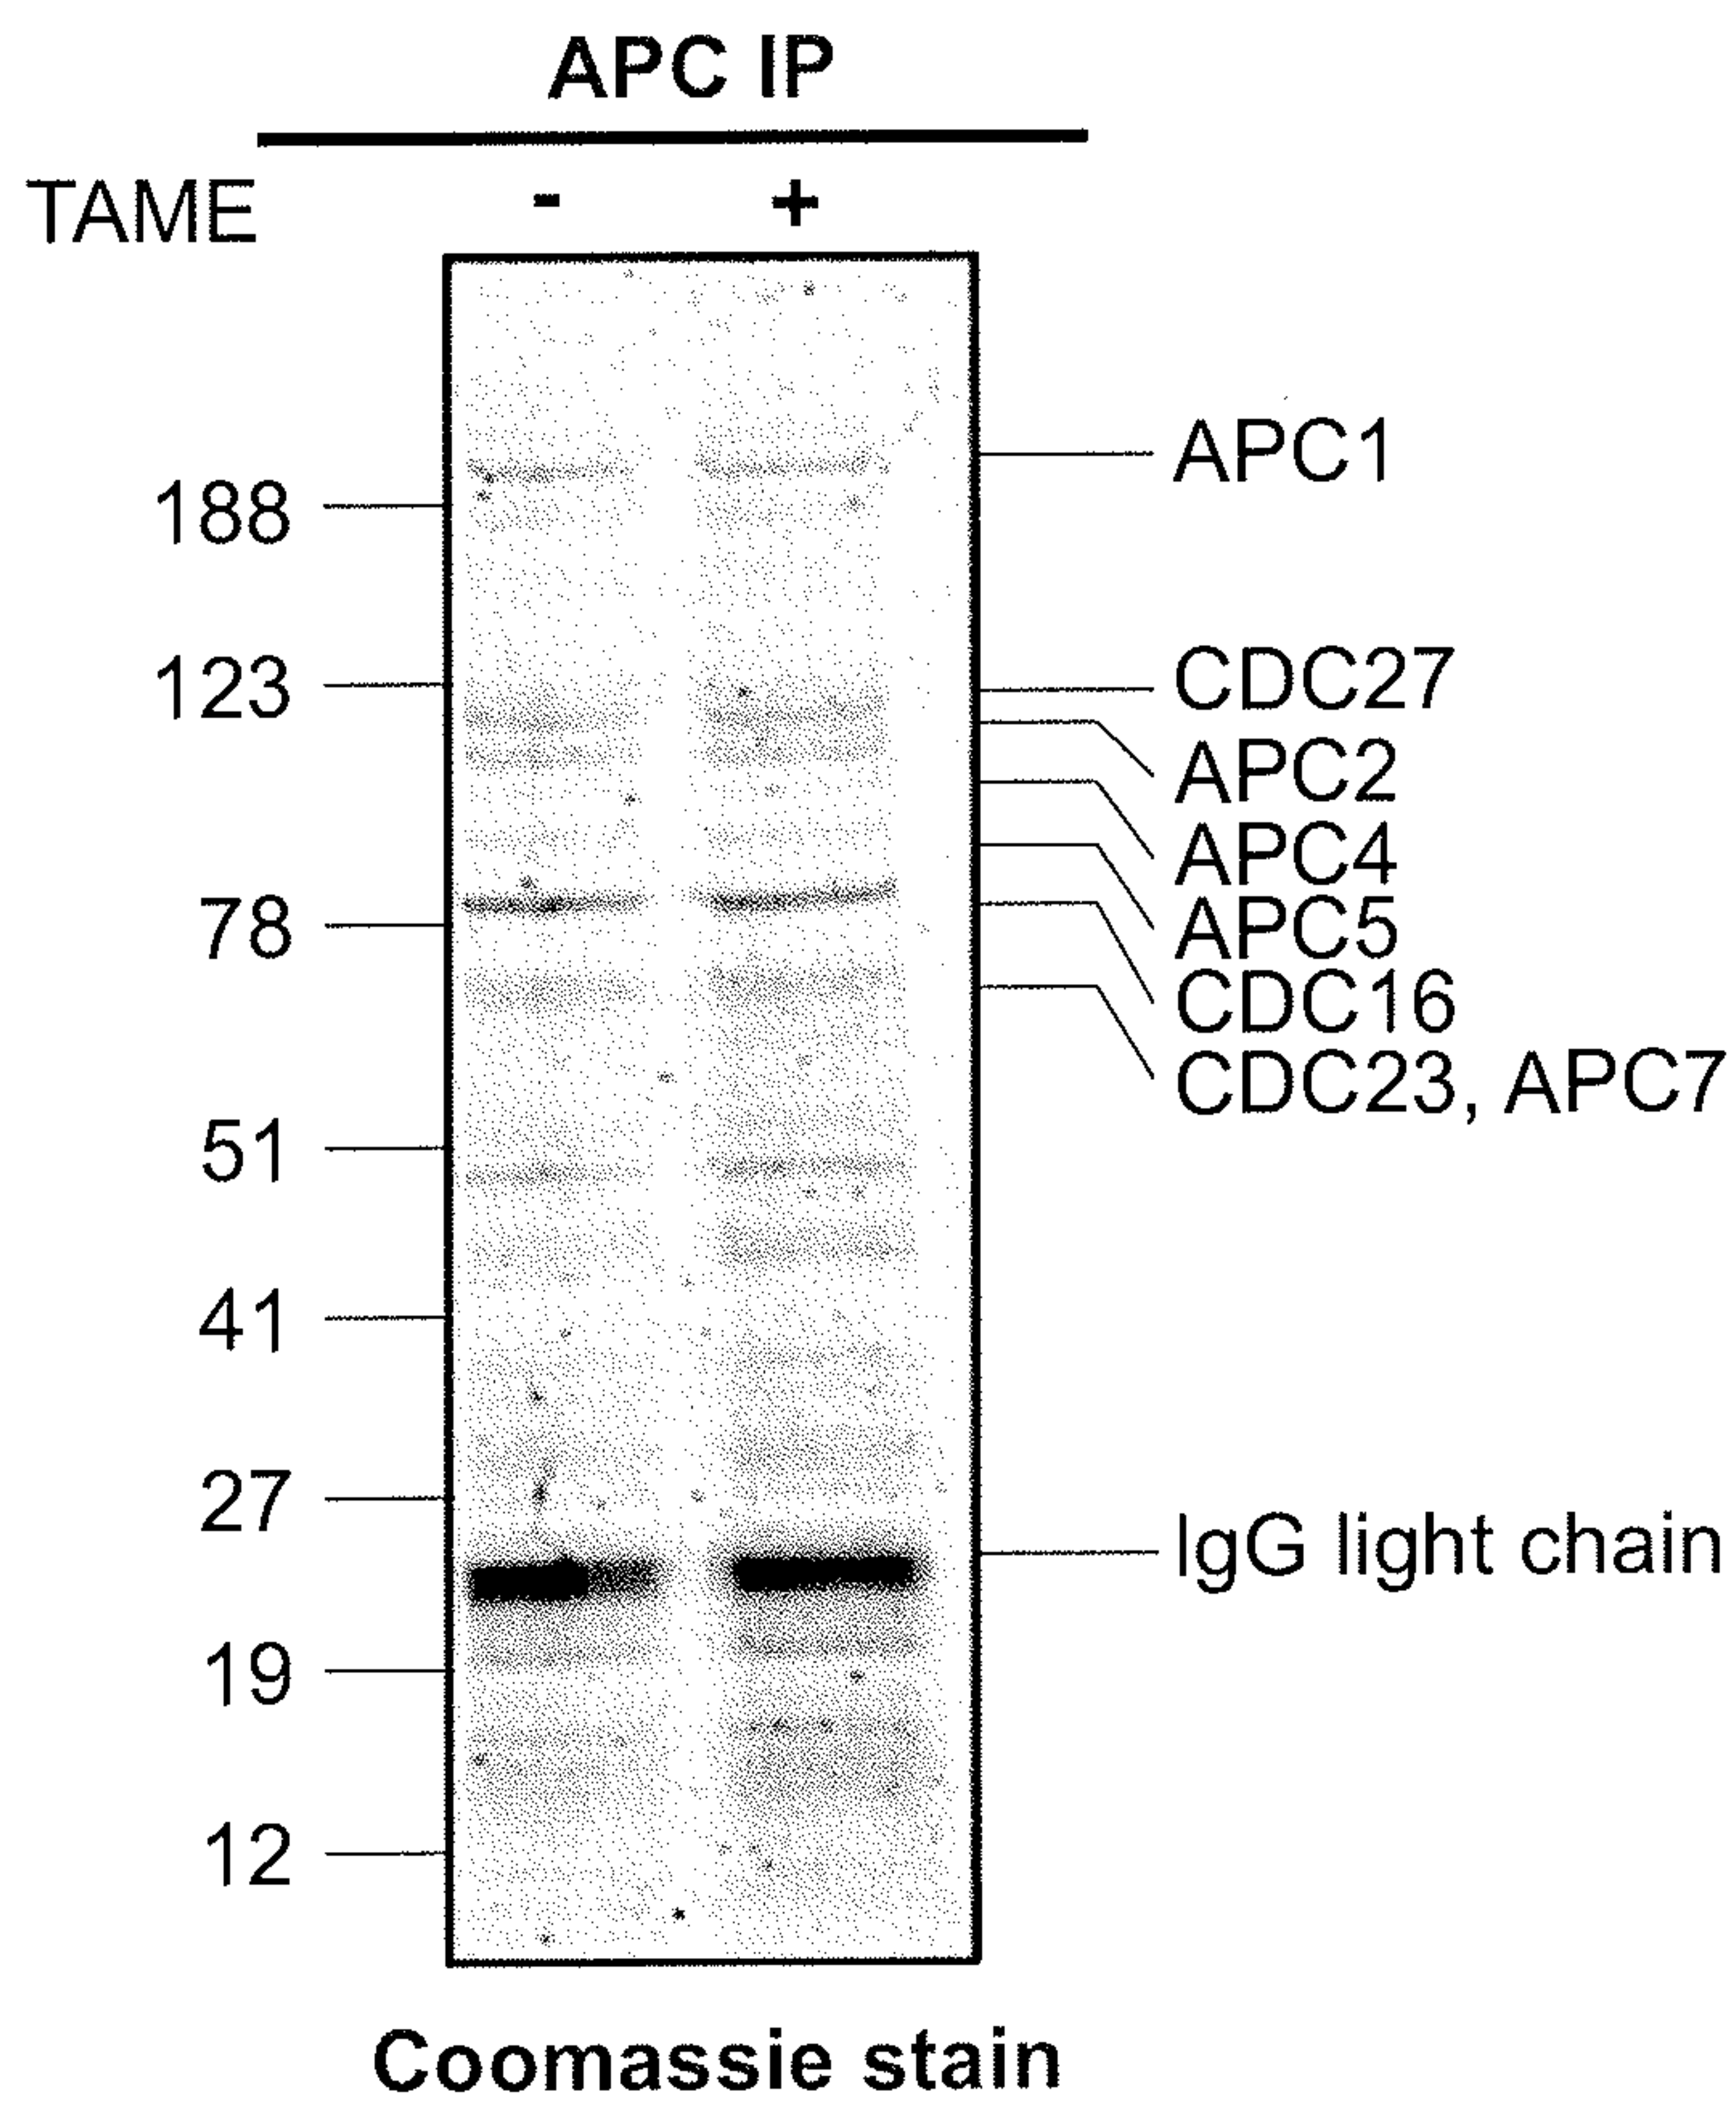 APC IP
TAME - +
APC1
188
123
CDC27
APC2
APC4
78
APC5
CDC16
CDC23, APC7
51
41
27
IgG light chain
19
12
Coomassie stain